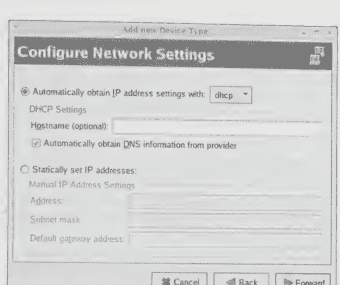 Add new Device Type
Configure Network Settings
Automatically obtain IP address settings with: dhcp
DHCP Settings
Hostname (optional):
Automatically obtain DNS information from provider
Statically set IP addresses:
Manual IP Address Settings
Address:
Subnet mask
Default gateway address:
Cancel Back Forward